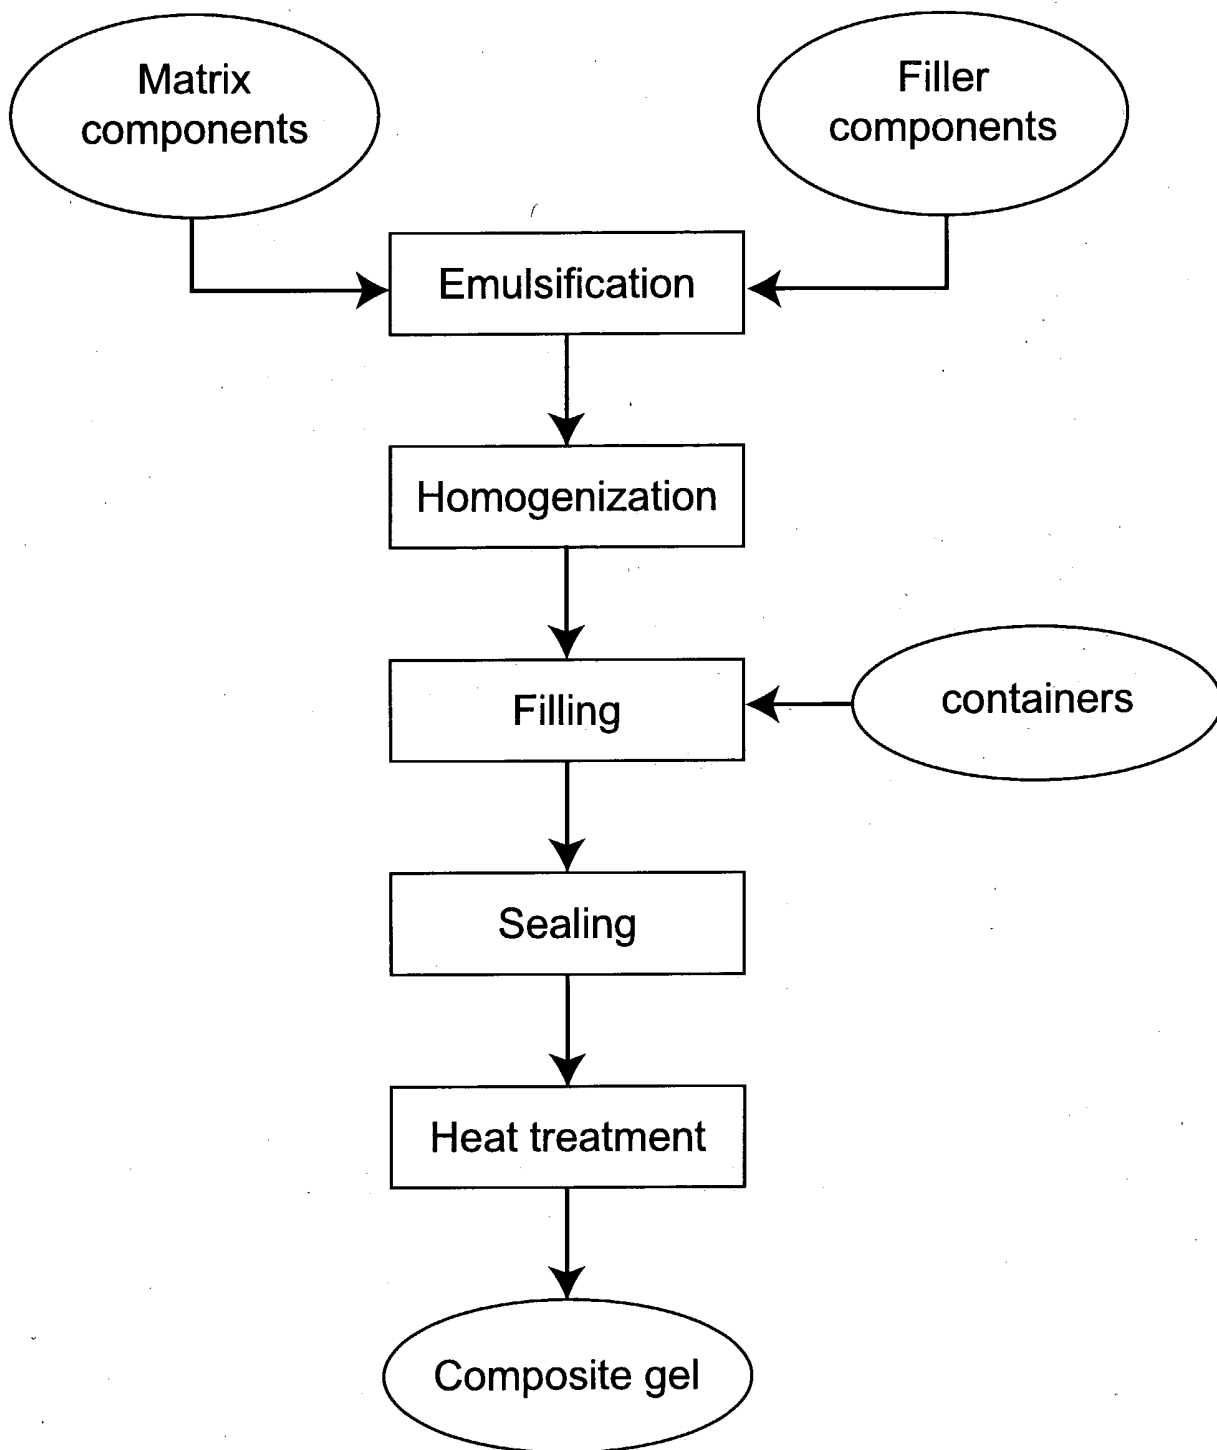 Matrix
components
Filler
components
Emulsification
Homogenization
Filling
containers
Sealing
Heat treatment
Composite gel